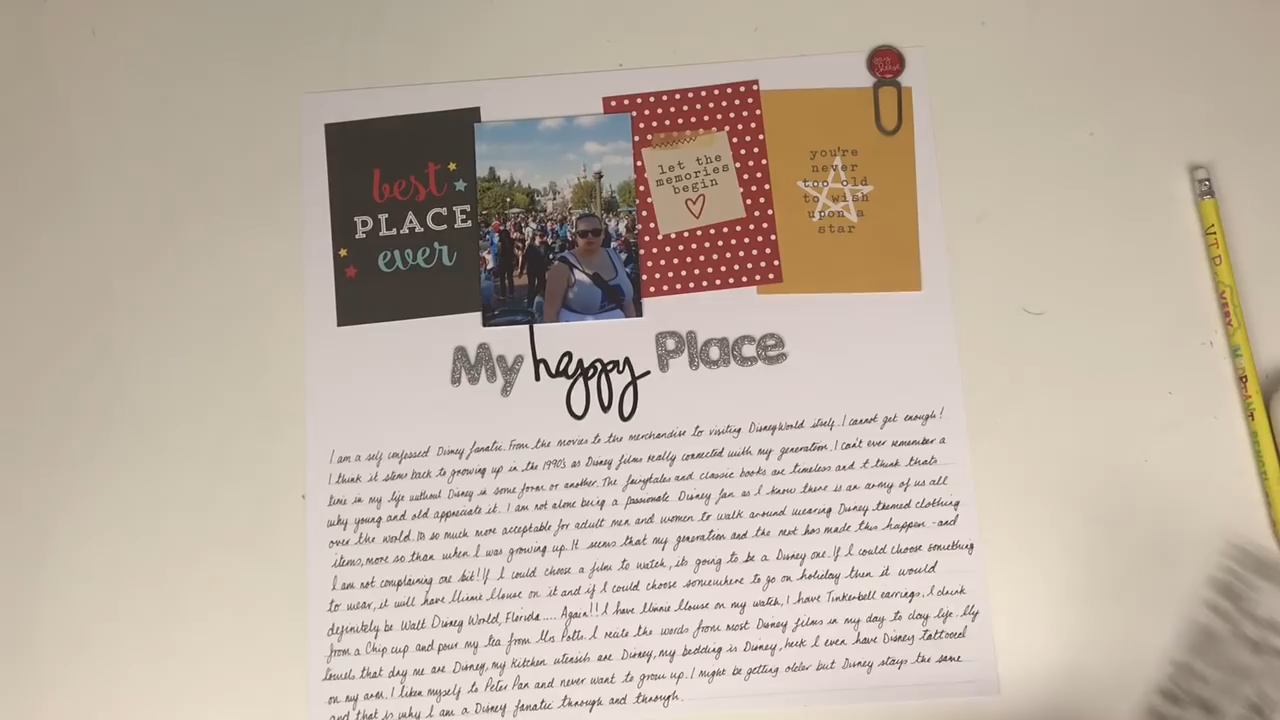 best
PLACE
ever
let the
memories
begin
you're
never
too old
to wish
upon a
star
My happy Place
I am a self confessed Disney fanatic. From the movies to the merchandise to visiting DisneyWorld itself. I cannot get enough!
I think it stems back to growing up in the 1990's as Disney films really connected with my generation. I can't ever remember a
time in my life without Disney in some form or another. The fairytales and classic books are timeless and I think thats
why young and old appreciate it. I am not alone being a passionate Disney fan as I know there is an army of us all
over the world. Its so much more acceptable for adult men and women to walk around wearing Disney themed clothing
items, more so than when I was growing up. It seems that my generation and the next has made this happen - and
I am not complaining one bit! If I could choose a film to watch, its going to be a Disney one. If I could choose something
to wear, it will have Minnie Mouse on it and if I could choose somewhere to go on holiday then it would
definitely be Walt Disney World, Florida.... Again!! I have Minnie Mouse on my watch, I have Tinkerbell earrings, I drink
from a Chip cup and pour my tea from Mrs Potts. I recite the words from most Disney films in my day to day life. My
towels that dry me are Disney, my kitchen utensils are Disney, my bedding is Disney, heck I even have Disney tattooed
on my arm. I liken myself to Peter Pan and never want to grow up. I might be getting older but Disney stays the same
and that is why I am a Disney fanatic through and through.
VERY